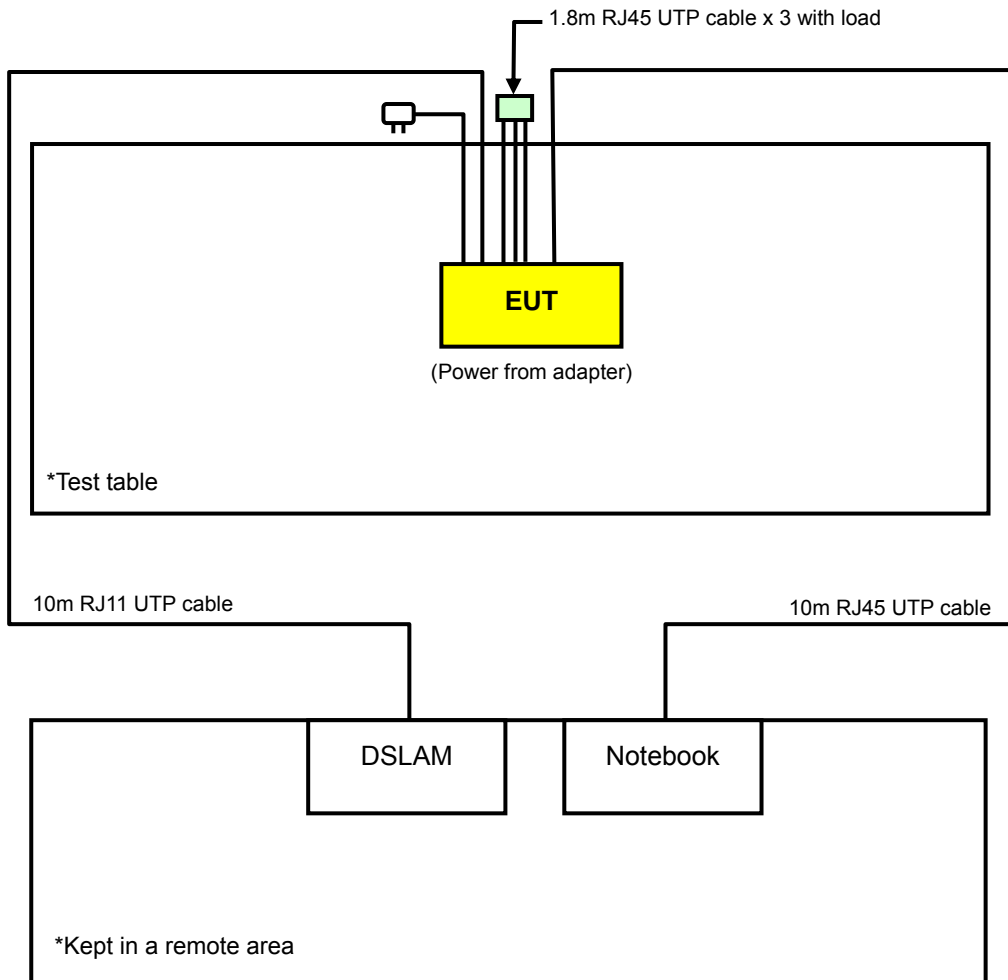 1.8m RJ45 UTP cable x 3 with load
EUT
(Power from adapter)
*Test table
10m RJ11 UTP cable
10m RJ45 UTP cable
DSLAM
Notebook
*Kept in a remote area